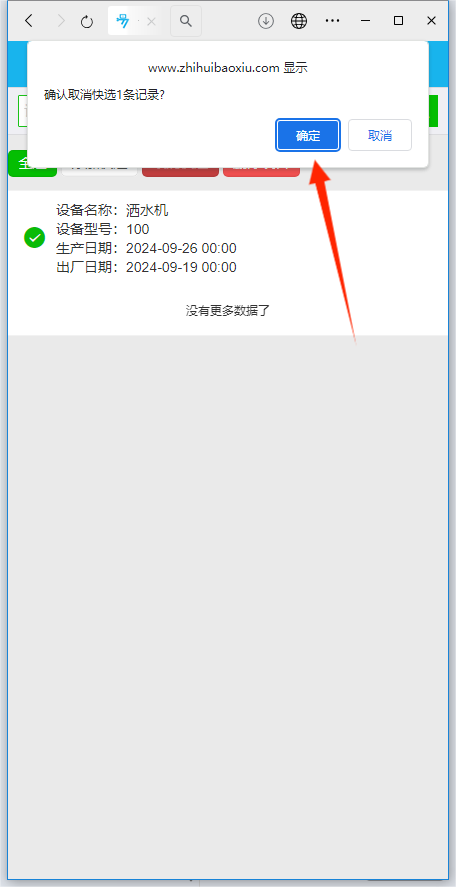 www.zhihuibaoxiu.com 显示
确认取消快选1条记录?
确定
取消
设备名称：洒水机
设备型号：100
生产日期：2024-09-26 00:00
出厂日期：2024-09-19 00:00
没有更多数据了